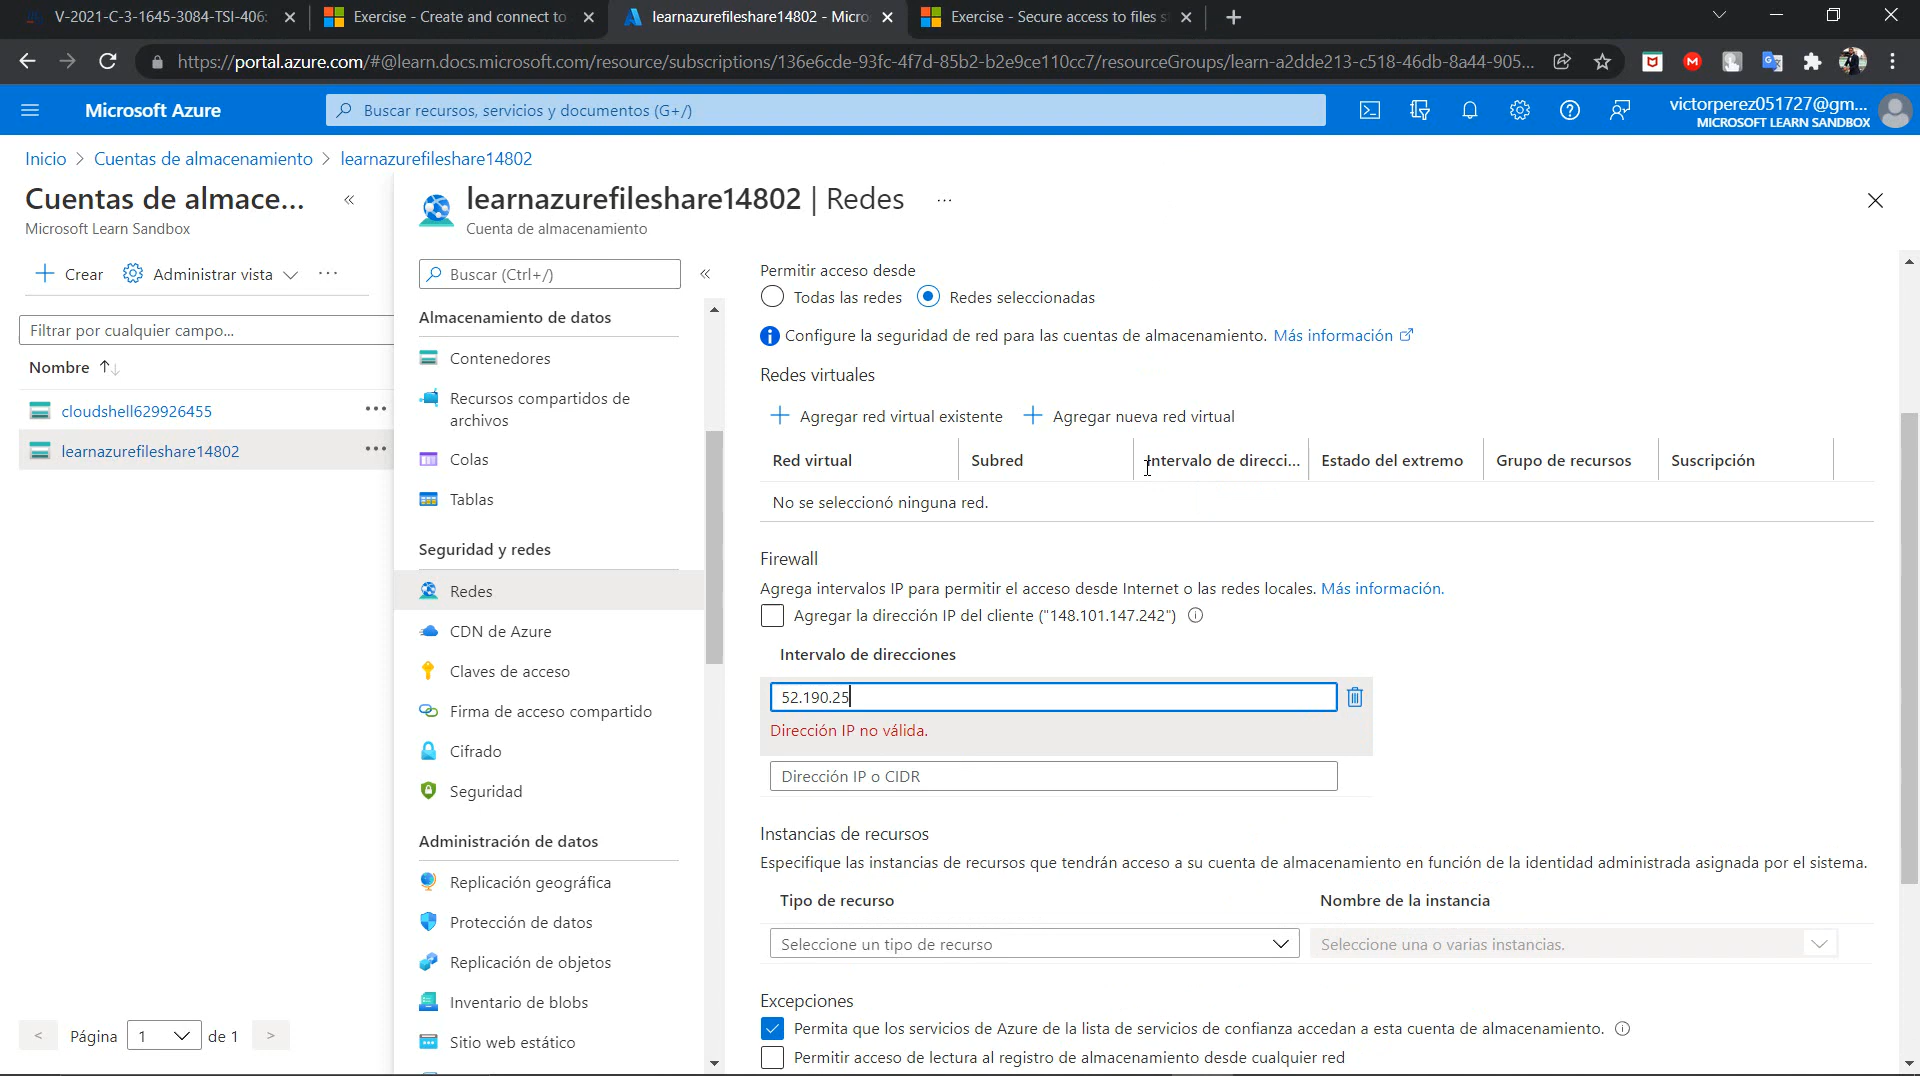 V-2021-C-3-1645-3084-TSI-406:
Exercise - Create and connect to
learnazurefileshare14802 - Micro
Exercise - Secure access to files s
https://portal.azure.com/#@learn.docs.microsoft.com/resource/subscriptions/136e6cde-93fc-4f7d-85b2-b2e9ce110cc7/resourceGroups/learn-a2dde213-c518-46db-8a44-905...
Microsoft Azure
Buscar recursos, servicios y documentos (G+/)
victorperez051727@gm...
MICROSOFT LEARN SANDBOX
Inicio > Cuentas de almacenamiento > learnazurefileshare14802
Cuentas de almace...
Microsoft Learn Sandbox
Crear
Administrar vista
Filtrar por cualquier campo...
Nombre
cloudshell629926455
learnazurefileshare14802
< Página 1 de 1 >
learnazurefileshare14802 | Redes
Cuenta de almacenamiento
Buscar (Ctrl+/)
Almacenamiento de datos
Contenedores
Recursos compartidos de
archivos
Colas
Tablas
Seguridad y redes
Redes
CDN de Azure
Claves de acceso
Firma de acceso compartido
Cifrado
Seguridad
Administración de datos
Replicación geográfica
Protección de datos
Replicación de objetos
Inventario de blobs
Sitio web estático
Permitir acceso desde
Todas las redes
Redes seleccionadas
Configure la seguridad de red para las cuentas de almacenamiento. Más información
Redes virtuales
Agregar red virtual existente
Agregar nueva red virtual
Red virtual
Subred
Intervalo de direcci...
Estado del extremo
Grupo de recursos
Suscripción
No se seleccionó ninguna red.
Firewall
Agrega intervalos IP para permitir el acceso desde Internet o las redes locales. Más información.
Agregar la dirección IP del cliente ("148.101.147.242")
Intervalo de direcciones
52.190.25
Dirección IP no válida.
Dirección IP o CIDR
Instancias de recursos
Especifique las instancias de recursos que tendrán acceso a su cuenta de almacenamiento en función de la identidad administrada asignada por el sistema.
Tipo de recurso
Nombre de la instancia
Seleccione un tipo de recurso
Seleccione una o varias instancias.
Excepciones
Permita que los servicios de Azure de la lista de servicios de confianza accedan a esta cuenta de almacenamiento.
Permitir acceso de lectura al registro de almacenamiento desde cualquier red